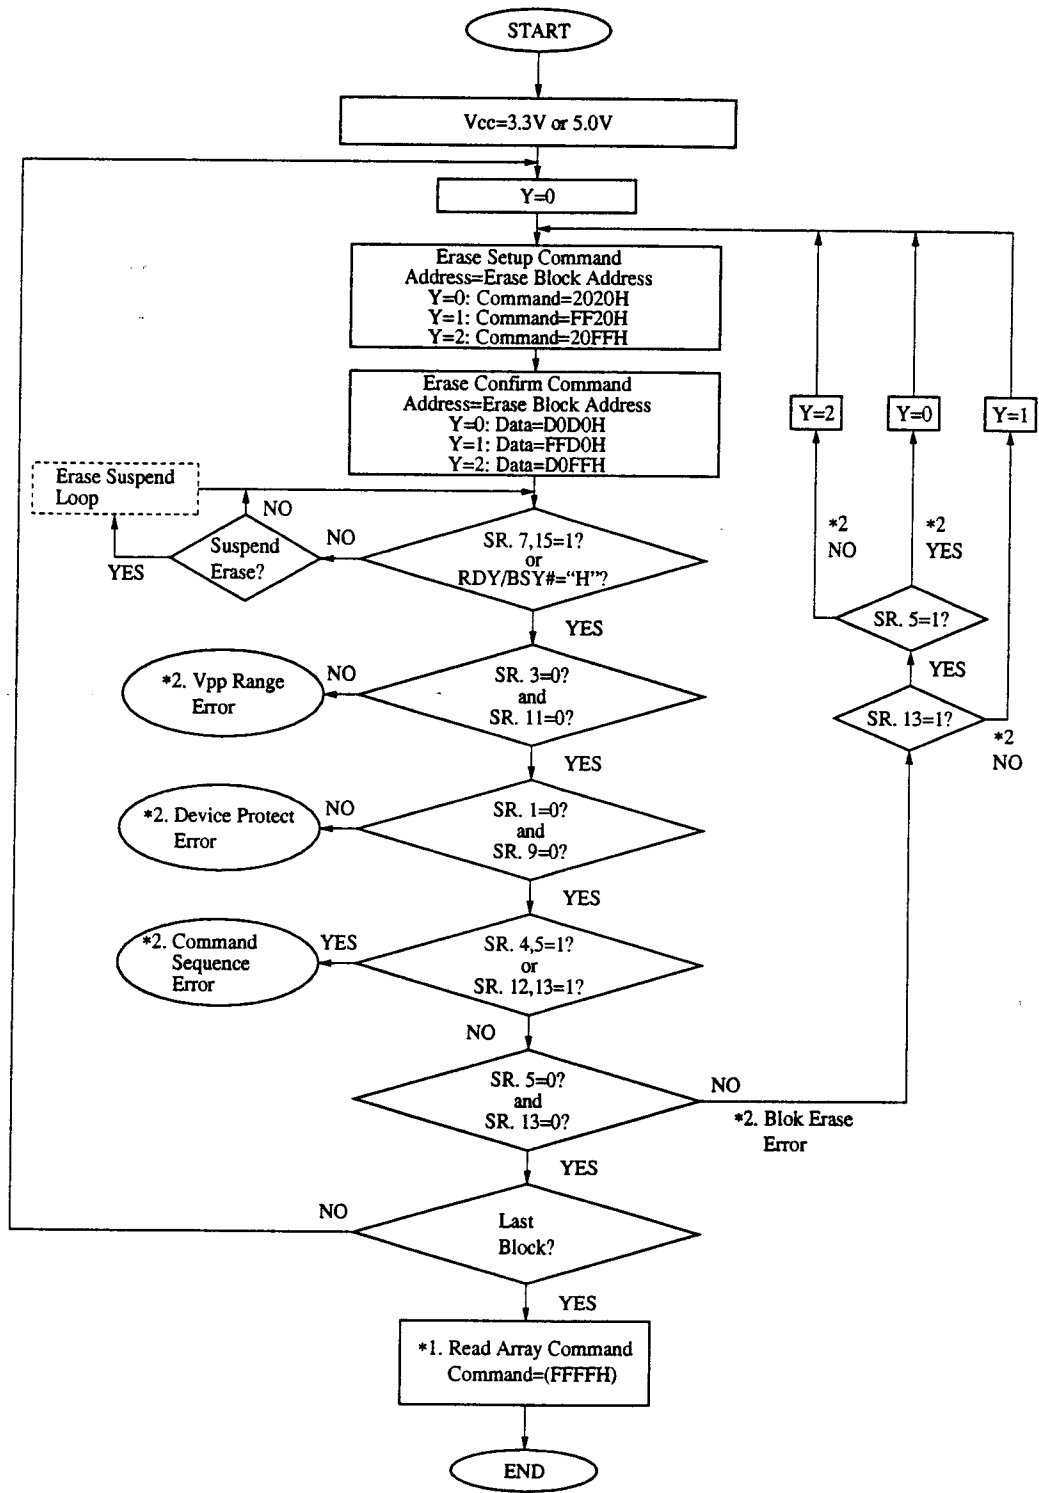 START
Vcc=3.3V or 5.0V
Y=0
Erase Setup Command
Address=Erase Block Address
Y=0: Command=2020H
Y=1: Command=FF20H
Y=2: Command=20FFH
Erase Confirm Command
Address=Erase Block Address
Y=0: Data=D0D0H
Y=1: Data=FFD0H
Y=2: Data=D0FFH
Y=2
Y=0
Y=1
Erase Suspend
Loop
NO
YES
Suspend
Erase?
NO
SR. 7,15=1?
or
RDY/BSY#="H"?
*2
NO
*2
YES
SR. 5=1?
YES
YES
SR. 13=1?
*2
NO
*2. Vpp Range
Error
NO
SR. 3=0?
and
SR. 11=0?
YES
*2. Device Protect
Error
NO
SR. 1=0?
and
SR. 9=0?
YES
*2. Command
Sequence
Error
YES
SR. 4,5=1?
or
SR. 12,13=1?
NO
SR. 5=0?
and
SR. 13=0?
NO
*2. Blok Erase
Error
YES
NO
Last
Block?
YES
*1. Read Array Command
Command=(FFFFH)
END